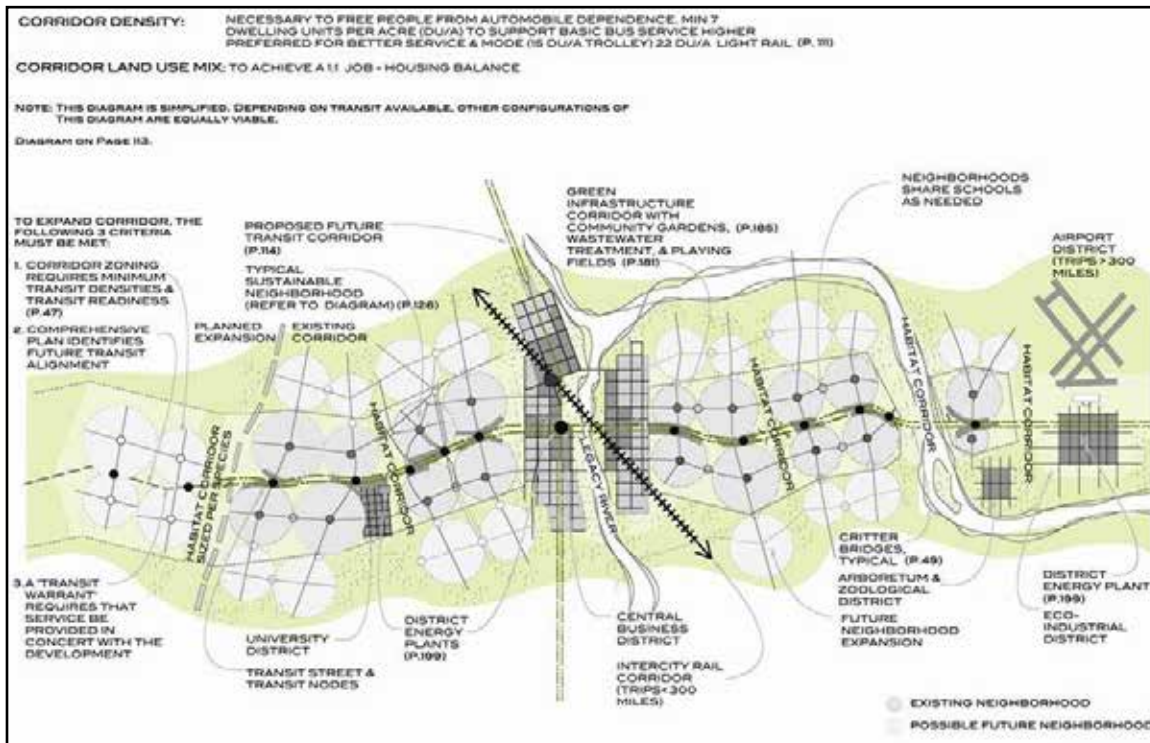 CORRIDOR DENSITY: NECESSARY TO FREE PEOPLE FROM AUTOMOBILE DEPENDENCE. MIN 7
DWELLING UNITS PER ACRE (DU/A) TO SUPPORT BASIC BUS SERVICE HIGHER
PREFERRED FOR BETTER SERVICE & MODE (15 DU/A TROLLEY) 22 DU/A LIGHT RAIL (P. 111)
CORRIDOR LAND USE MIX: TO ACHIEVE A 1:1 JOB - HOUSING BALANCE
NOTE: THIS DIAGRAM IS SIMPLIFIED. DEPENDING ON TRANSIT AVAILABLE, OTHER CONFIGURATIONS OF
THIS DIAGRAM ARE EQUALLY VIABLE.
DIAGRAM ON PAGE 113.
TO EXPAND CORRIDOR, THE
FOLLOWING 3 CRITERIA
MUST BE MET:
1. CORRIDOR ZONING
REQUIRES MINIMUM
TRANSIT DENSITIES &
TRANSIT READINESS
(P.47)
2. COMPREHENSIVE
PLAN IDENTIFIES
FUTURE TRANSIT
ALIGNMENT
3. A 'TRANSIT
WARRANT'
REQUIRES THAT
SERVICE BE
PROVIDED IN
CONCERT WITH THE
DEVELOPMENT
PROPOSED FUTURE
TRANSIT CORRIDOR
(P.114)
TYPICAL
SUSTAINABLE
NEIGHBORHOOD
(REFER TO DIAGRAM) (P.126)
PLANNED
EXPANSION
EXISTING
CORRIDOR
GREEN
INFRASTRUCTURE
CORRIDOR WITH
COMMUNITY GARDENS, (P.185)
WASTEWATER
TREATMENT, & PLAYING
FIELDS (P.181)
NEIGHBORHOODS
SHARE SCHOOLS
AS NEEDED
AIRPORT
DISTRICT
(TRIPS > 300
MILES)
HABITAT CORRIDOR
SIZED PER SPECIES
HABITAT CORRIDOR
LEGACY RIVER
HABITAT CORRIDOR
HABITAT CORRIDOR
HABITAT CORRIDOR
UNIVERSITY
DISTRICT
TRANSIT STREET &
TRANSIT NODES
DISTRICT
ENERGY
PLANTS
(P.199)
CENTRAL
BUSINESS
DISTRICT
INTERCITY RAIL
CORRIDOR
(TRIPS < 300
MILES)
CRITTER
BRIDGES,
TYPICAL (P.49)
ARBORETUM &
ZOOLOGICAL
DISTRICT
FUTURE
NEIGHBORHOOD
EXPANSION
DISTRICT
ENERGY PLANT
(P.199)
ECO-
INDUSTRIAL
DISTRICT
EXISTING NEIGHBORHOOD
POSSIBLE FUTURE NEIGHBORHOOD